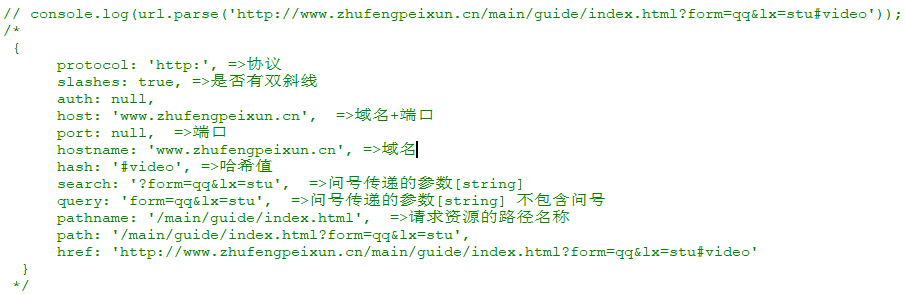 // console.log(url.parse('http://www.zhufengpeixun.cn/main/guide/index.html?form=qq&lx=stu#video'));
/*
{
protocol: 'http:', =>协议
slashes: true, =>是否有双斜线
auth: null,
host: 'www.zhufengpeixun.cn', =>域名+端口
port: null, =>端口
hostname: 'www.zhufengpeixun.cn', =>域名
hash: '#video', =>哈希值
search: '?form=qq&lx=stu', =>问号传递的参数[string]
query: 'form=qq&lx=stu', =>问号传递的参数[string] 不包含问号
pathname: '/main/guide/index.html', =>请求资源的路径名称
path: '/main/guide/index.html?form=qq&lx=stu',
href: 'http://www.zhufengpeixun.cn/main/guide/index.html?form=qq&lx=stu#video'
}
*/